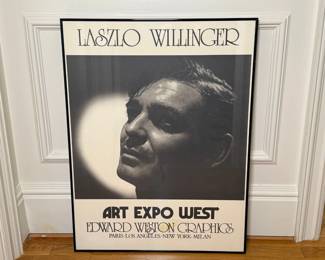 LASZLO WILLINGER
ART EXPO WEST
EDWARD WESTON GRAPHICS
PARIS·LOS ANGELES·NEW YORK·MILAN